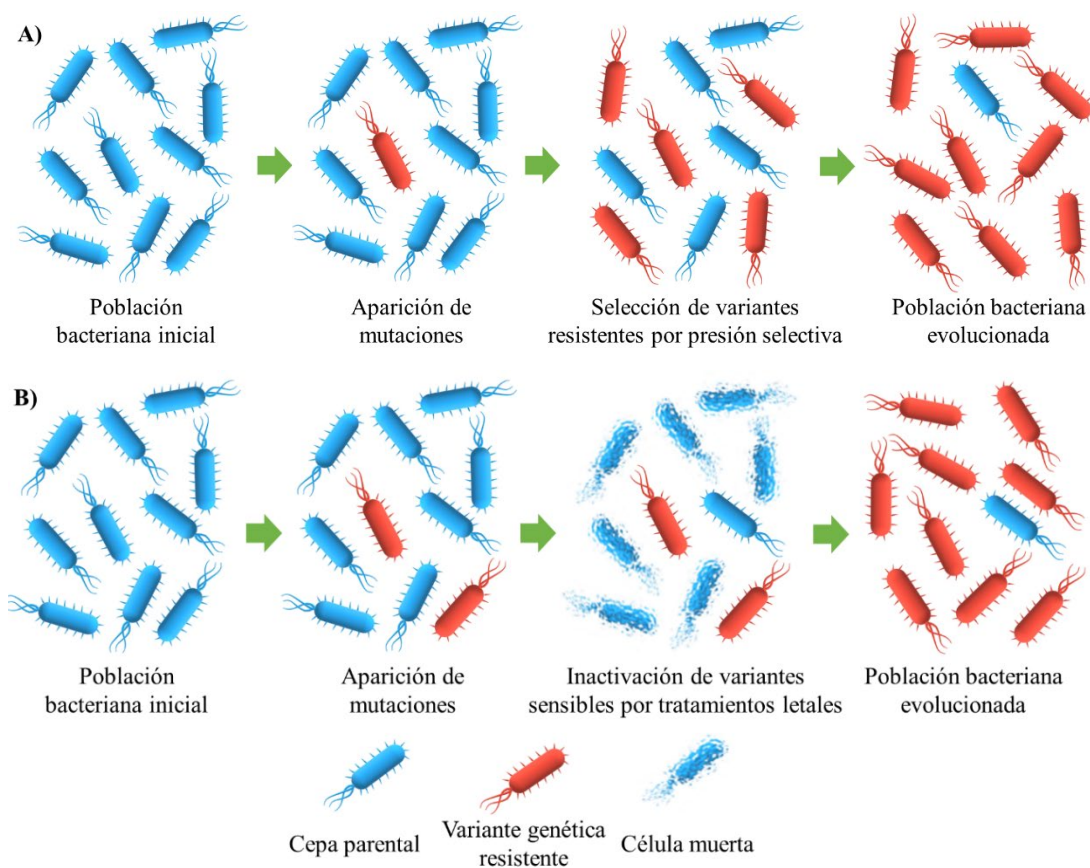 A)
Población
bacteriana inicial
Aparición de
mutaciones
Selección de variantes
resistentes por presión selectiva
Población bacteriana
evolucionada
B)
Población
bacteriana inicial
Aparición de
mutaciones
Inactivación de variantes
sensibles por tratamientos letales
Población bacteriana
evolucionada
Cepa parental
Variante genética
resistente
Célula muerta